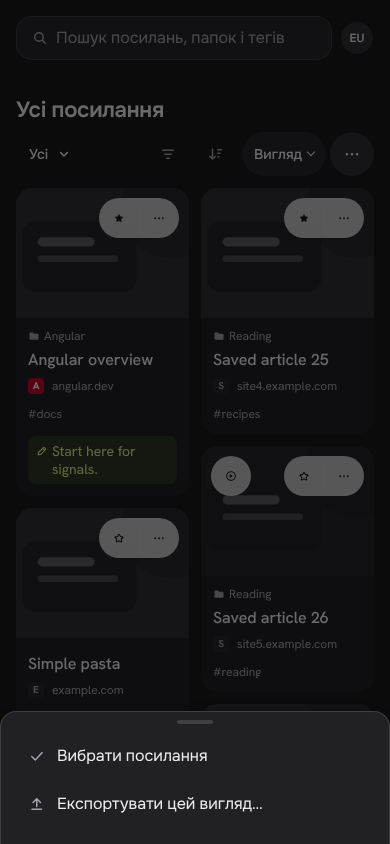 Пошук посилань, папок і тегів
EU
Усі посилання
Усі
Вигляд
Angular
Angular overview
A angular.dev
#docs
Start here for
signals.
Reading
Saved article 25
S site4.example.com
#recipes
Simple pasta
E example.com
Reading
Saved article 26
S site5.example.com
#reading
Вибрати посилання
Експортувати цей вигляд...